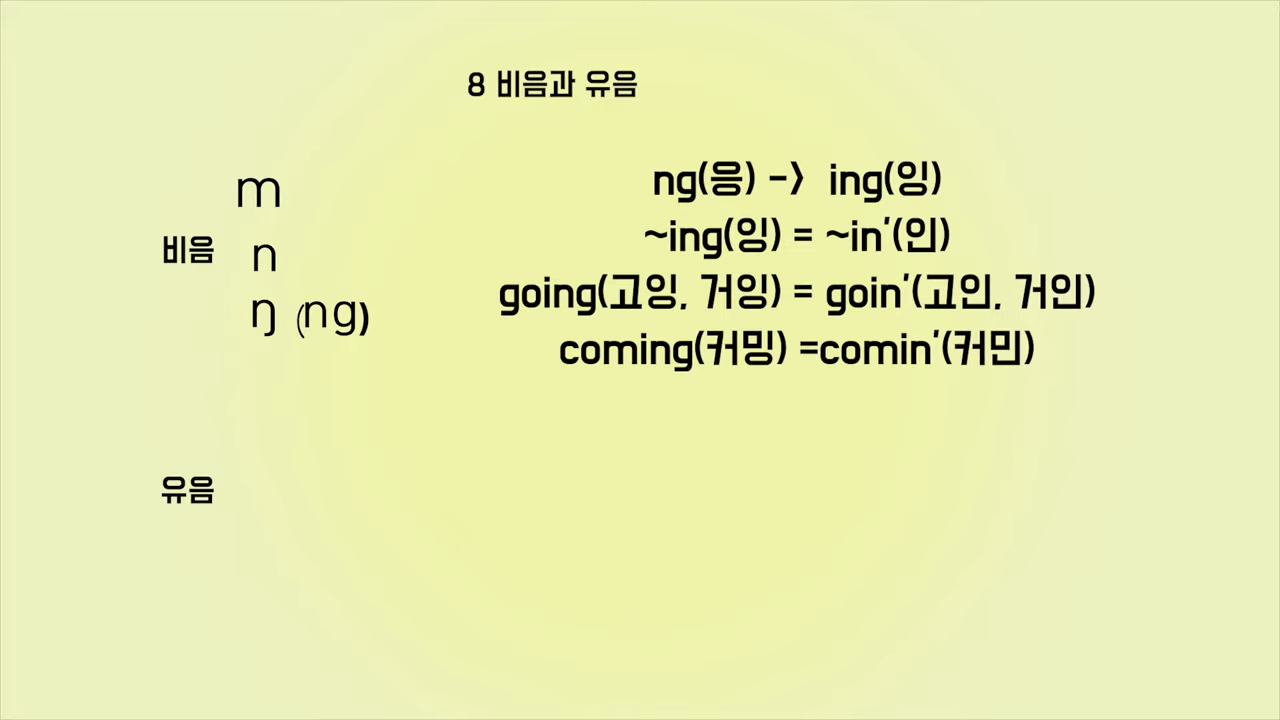 8 비음과 유음
m
비음 n
ŋ (ng)
ng(응) -> ing(잉)
~ing(잉) = ~in'(인)
going(고잉, 거잉) = goin'(고인, 거인)
coming(커밍) =comin'(커민)
유음